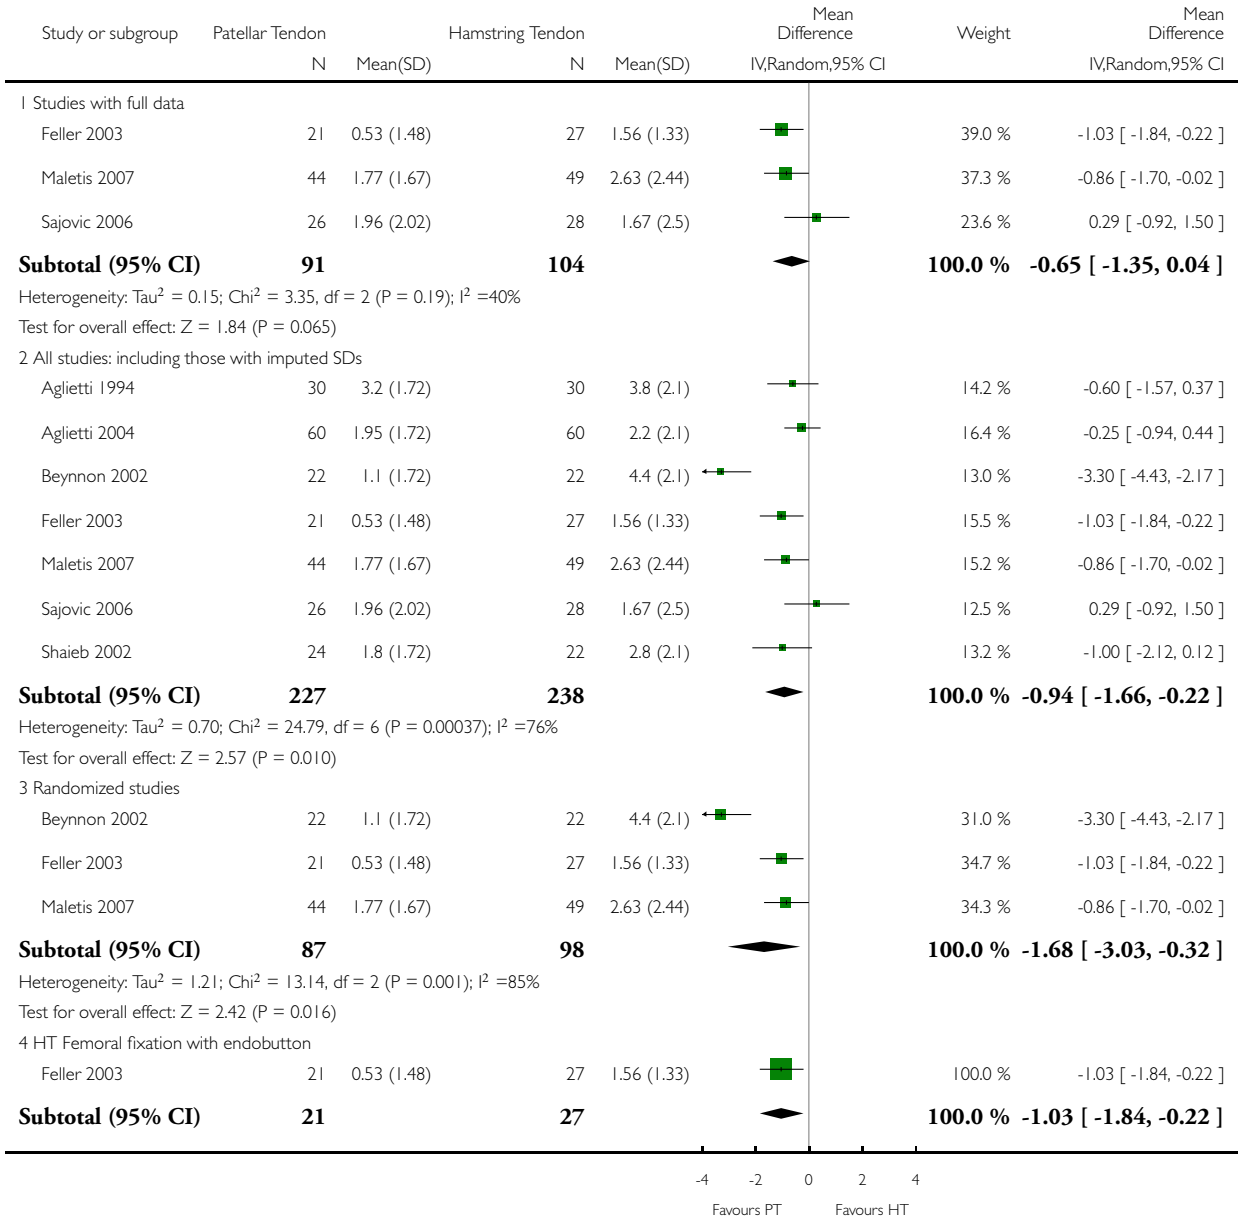 Mean Mean
Study or subgroup Patellar Tendon Hamstring Tendon Difference Weight Difference
N Mean(SD) N Mean(SD) IV,Random,95% CI IV,Random,95% CI
1 Studies with full data
Feller 2003 21 0.53 (1.48) 27 1.56 (1.33) 39.0 % -1.03 [ -1.84, -0.22 ]
Maletis 2007 44 1.77 (1.67) 49 2.63 (2.44) 37.3 % -0.86 [ -1.70, -0.02 ]
Sajovic 2006 26 1.96 (2.02) 28 1.67 (2.5) 23.6 % 0.29 [ -0.92, 1.50 ]
Subtotal (95% CI) 91 104 100.0 % -0.65 [ -1.35, 0.04 ]
Heterogeneity: Tau² = 0.15; Chi² = 3.35, df = 2 (P = 0.19); I² =40%
Test for overall effect: Z = 1.84 (P = 0.065)
2 All studies: including those with imputed SDs
Aglietti 1994 30 3.2 (1.72) 30 3.8 (2.1) 14.2 % -0.60 [ -1.57, 0.37 ]
Aglietti 2004 60 1.95 (1.72) 60 2.2 (2.1) 16.4 % -0.25 [ -0.94, 0.44 ]
Beynnon 2002 22 1.1 (1.72) 22 4.4 (2.1) 13.0 % -3.30 [ -4.43, -2.17 ]
Feller 2003 21 0.53 (1.48) 27 1.56 (1.33) 15.5 % -1.03 [ -1.84, -0.22 ]
Maletis 2007 44 1.77 (1.67) 49 2.63 (2.44) 15.2 % -0.86 [ -1.70, -0.02 ]
Sajovic 2006 26 1.96 (2.02) 28 1.67 (2.5) 12.5 % 0.29 [ -0.92, 1.50 ]
Shaieb 2002 24 1.8 (1.72) 22 2.8 (2.1) 13.2 % -1.00 [ -2.12, 0.12 ]
Subtotal (95% CI) 227 238 100.0 % -0.94 [ -1.66, -0.22 ]
Heterogeneity: Tau² = 0.70; Chi² = 24.79, df = 6 (P = 0.00037); I² =76%
Test for overall effect: Z = 2.57 (P = 0.010)
3 Randomized studies
Beynnon 2002 22 1.1 (1.72) 22 4.4 (2.1) 31.0 % -3.30 [ -4.43, -2.17 ]
Feller 2003 21 0.53 (1.48) 27 1.56 (1.33) 34.7 % -1.03 [ -1.84, -0.22 ]
Maletis 2007 44 1.77 (1.67) 49 2.63 (2.44) 34.3 % -0.86 [ -1.70, -0.02 ]
Subtotal (95% CI) 87 98 100.0 % -1.68 [ -3.03, -0.32 ]
Heterogeneity: Tau² = 1.21; Chi² = 13.14, df = 2 (P = 0.001); I² =85%
Test for overall effect: Z = 2.42 (P = 0.016)
4 HT Femoral fixation with endobutton
Feller 2003 21 0.53 (1.48) 27 1.56 (1.33) 100.0 % -1.03 [ -1.84, -0.22 ]
Subtotal (95% CI) 21 27 100.0 % -1.03 [ -1.84, -0.22 ]
-4 -2 0 2 4
Favours PT Favours HT